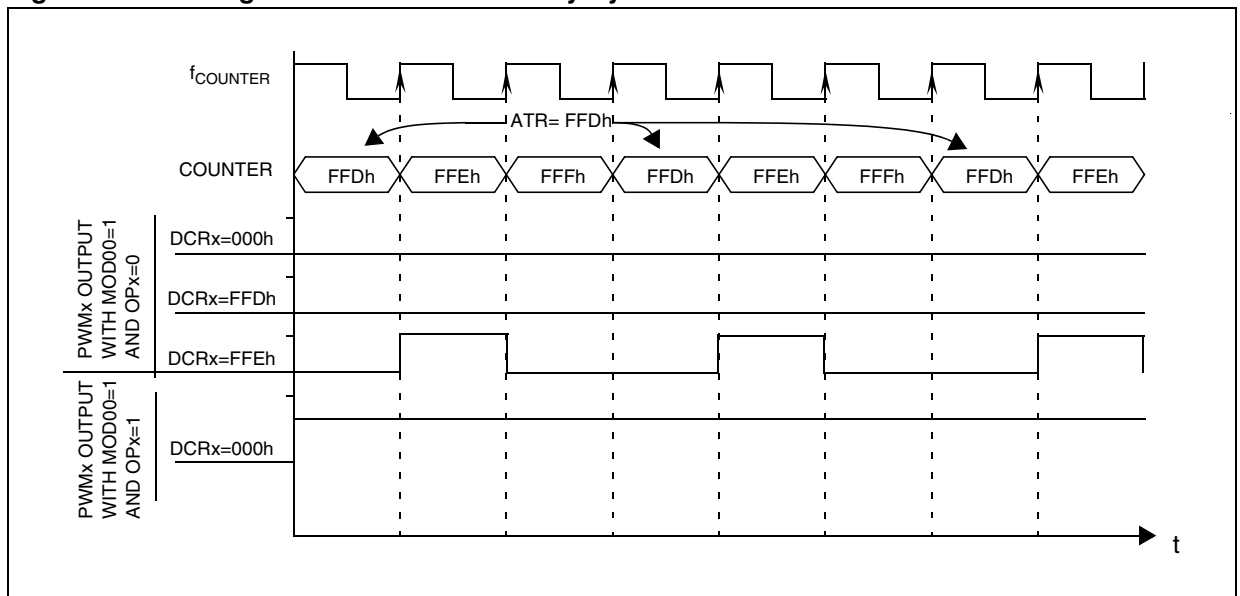 fCOUNTER
ATR= FFDh
COUNTER
FFDh
FFEh
FFFh
FFDh
FFEh
FFFh
FFDh
FFEh
PWMx OUTPUT
WITH MOD00=1
AND OPx=0
DCRx=000h
DCRx=FFDh
DCRx=FFEh
PWMx OUTPUT
WITH MOD00=1
AND OPx=1
DCRx=000h
t